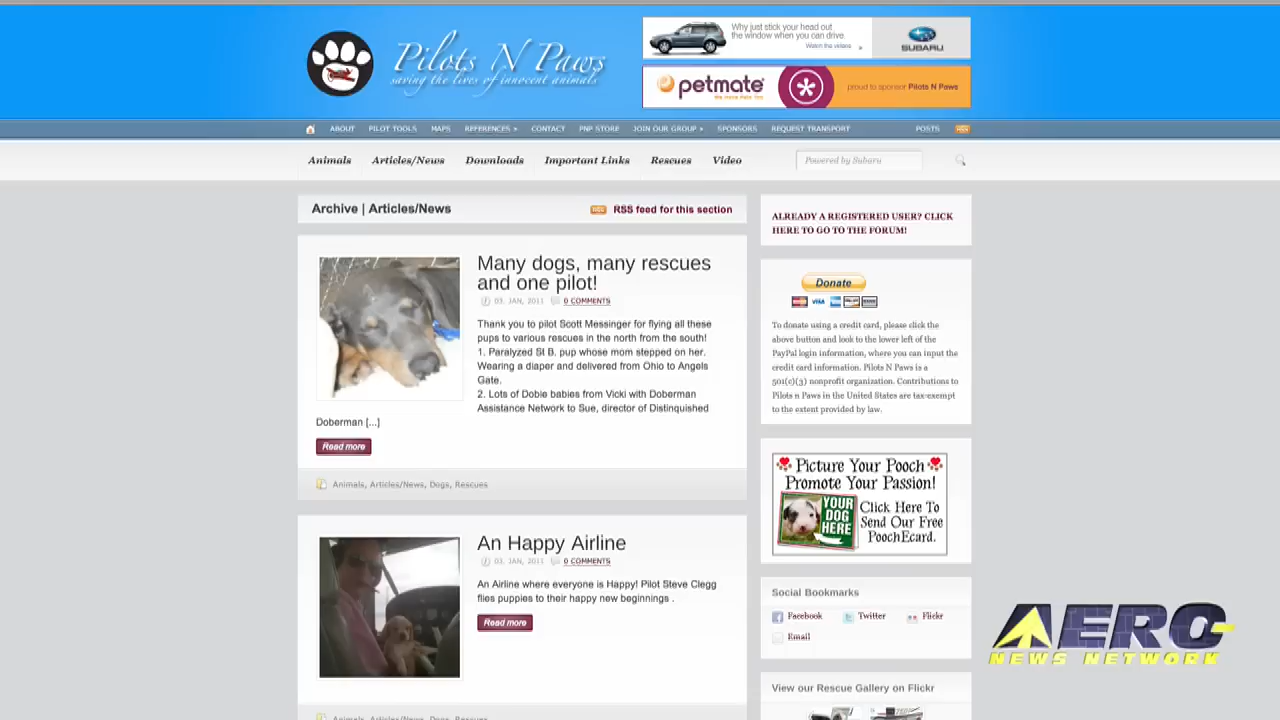 Pilots N Paws
saving the lives of innocent animals
Why just stick your head out
the window when you can drive.
Watch the videos »
SUBARU
petmate
proud to sponsor Pilots N Paws
ABOUT PILOT TOOLS MAPS REFERENCES » CONTACT PNP STORE JOIN OUR GROUP » SPONSORS REQUEST TRANSPORT POSTS
Animals Articles/News Downloads Important Links Rescues Video Powered by Subaru
Archive | Articles/News RSS feed for this section
Many dogs, many rescues
and one pilot!
03. JAN, 2011 0 COMMENTS
Thank you to pilot Scott Messinger for flying all these
pups to various rescues in the north from the south!
1. Paralyzed St B. pup whose mom stepped on her.
Wearing a diaper and delivered from Ohio to Angels
Gate.
2. Lots of Dobie babies from Vicki with Doberman
Assistance Network to Sue, director of Distinquished
Doberman [...]
Read more
Animals, Articles/News, Dogs, Rescues
An Happy Airline
03. JAN, 2011 0 COMMENTS
An Airline where everyone is Happy! Pilot Steve Clegg
flies puppies to their happy new beginnings .
Read more
Animals, Articles/News, Dogs, Rescues
ALREADY A REGISTERED USER? CLICK
HERE TO GO TO THE FORUM!
Donate
VISA
To donate using a credit card, please click the
above button and look to the lower left of the
PayPal login information, where you can input the
credit card information. Pilots N Paws is a
501(c)(3) nonprofit organization. Contributions to
Pilots n Paws in the United States are tax-exempt
to the extent provided by law.
Picture Your Pooch
Promote Your Passion!
YOUR
DOG
HERE
Click Here To
Send Our Free
PoochEcard.
Social Bookmarks
Facebook Twitter Flickr
Email
View our Rescue Gallery on Flickr
AERO
NEWS NETWORK